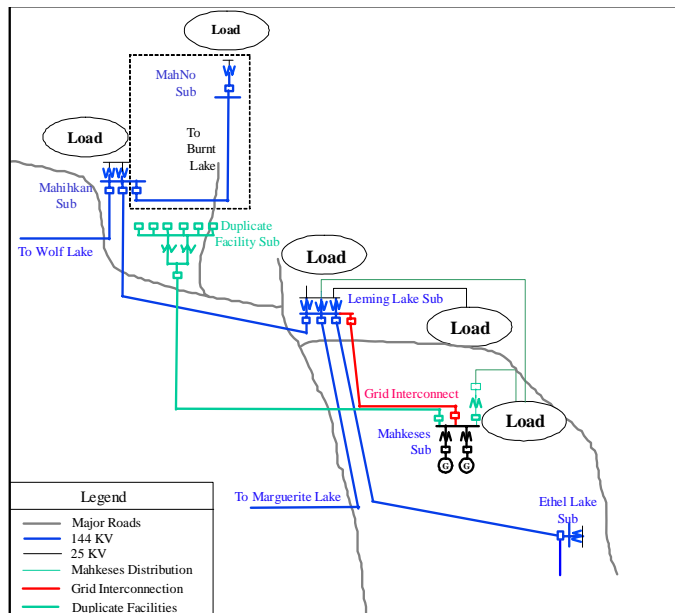 Load
MahNo
Sub
To
Burnt
Lake
Load
Mahihkan
Sub
Duplicate
Facility Sub
To Wolf Lake
Load
Leming Lake Sub
Load
Grid Interconnect
Load
Mahkeses
Sub
G G
To Marguerite Lake
Ethel Lake
Sub
Legend
Major Roads
144 KV
25 KV
Mahkeses Distribution
Grid Interconnection
Duplicate Facilities